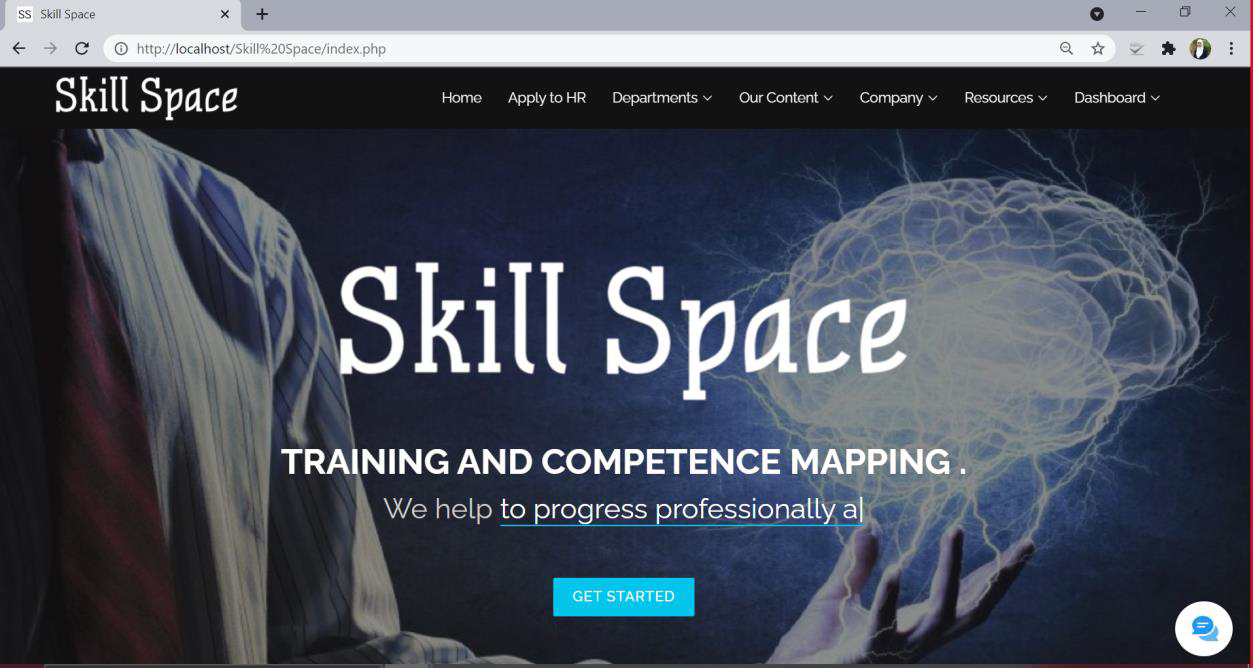 SS Skill Space
http://localhost/Skill%20Space/index.php
Skill Space
Home Apply to HR Departments Our Content Company Resources Dashboard
Skill Space
TRAINING AND COMPETENCE MAPPING .
We help to progress professionally a
GET STARTED